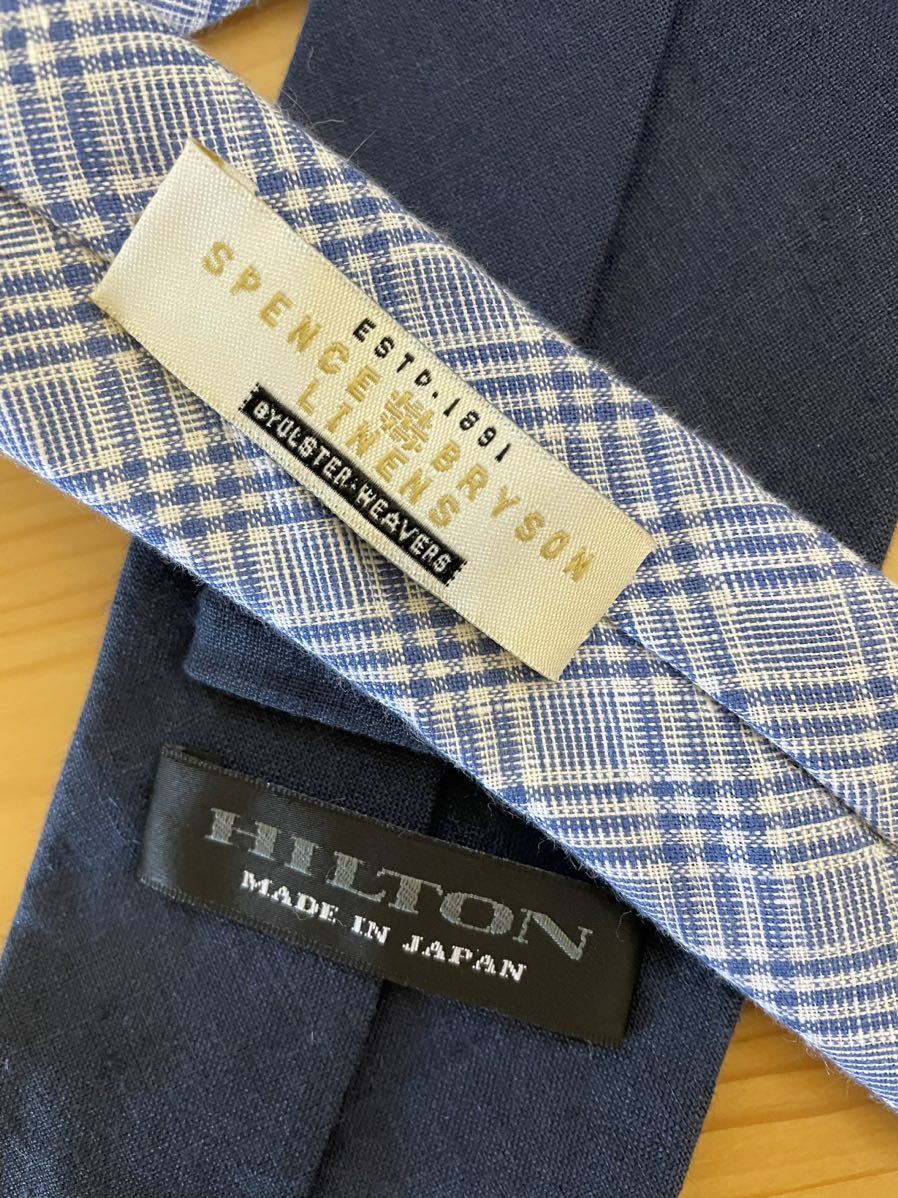 ESTD.1891
SPENCE BRYSON
LINENS
BY ULSTER WEAVERS
HILTON
MADE IN JAPAN